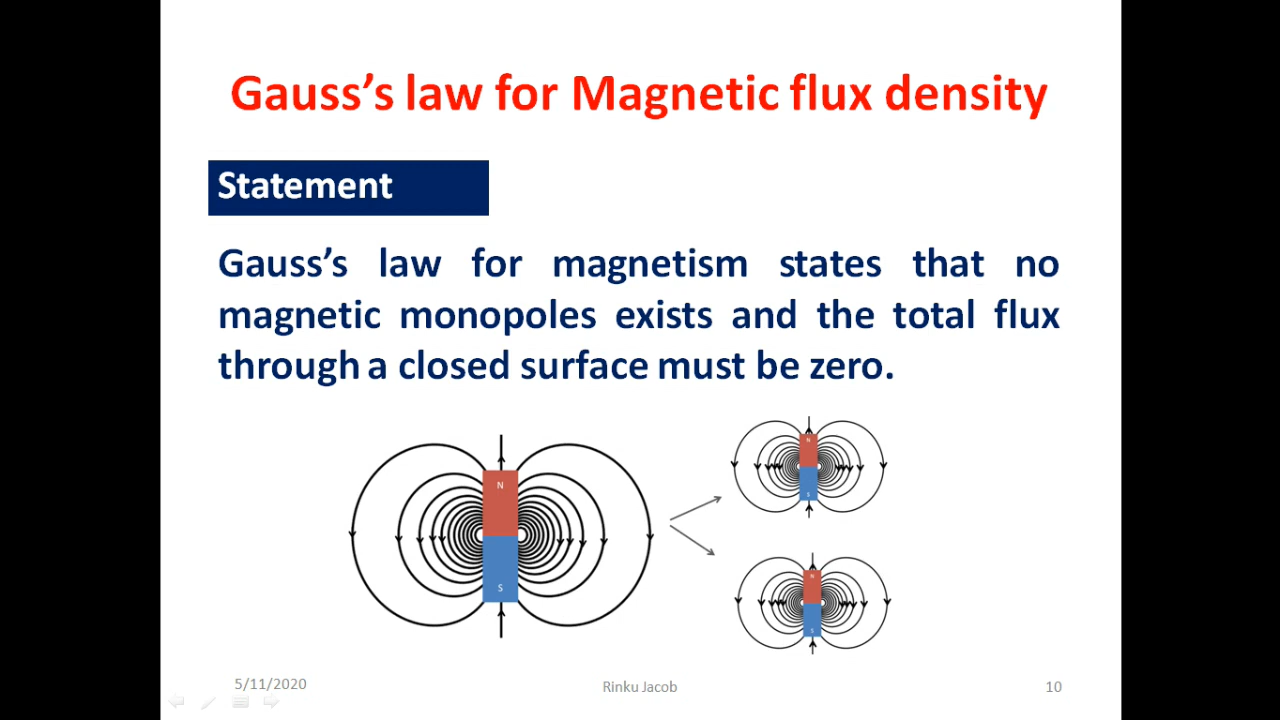 Gauss’s law for Magnetic flux density
Statement
Gauss’s law for magnetism states that no
magnetic monopoles exists and the total flux
through a closed surface must be zero.
N
S
N
S
N
S
5/11/2020
Rinku Jacob
10